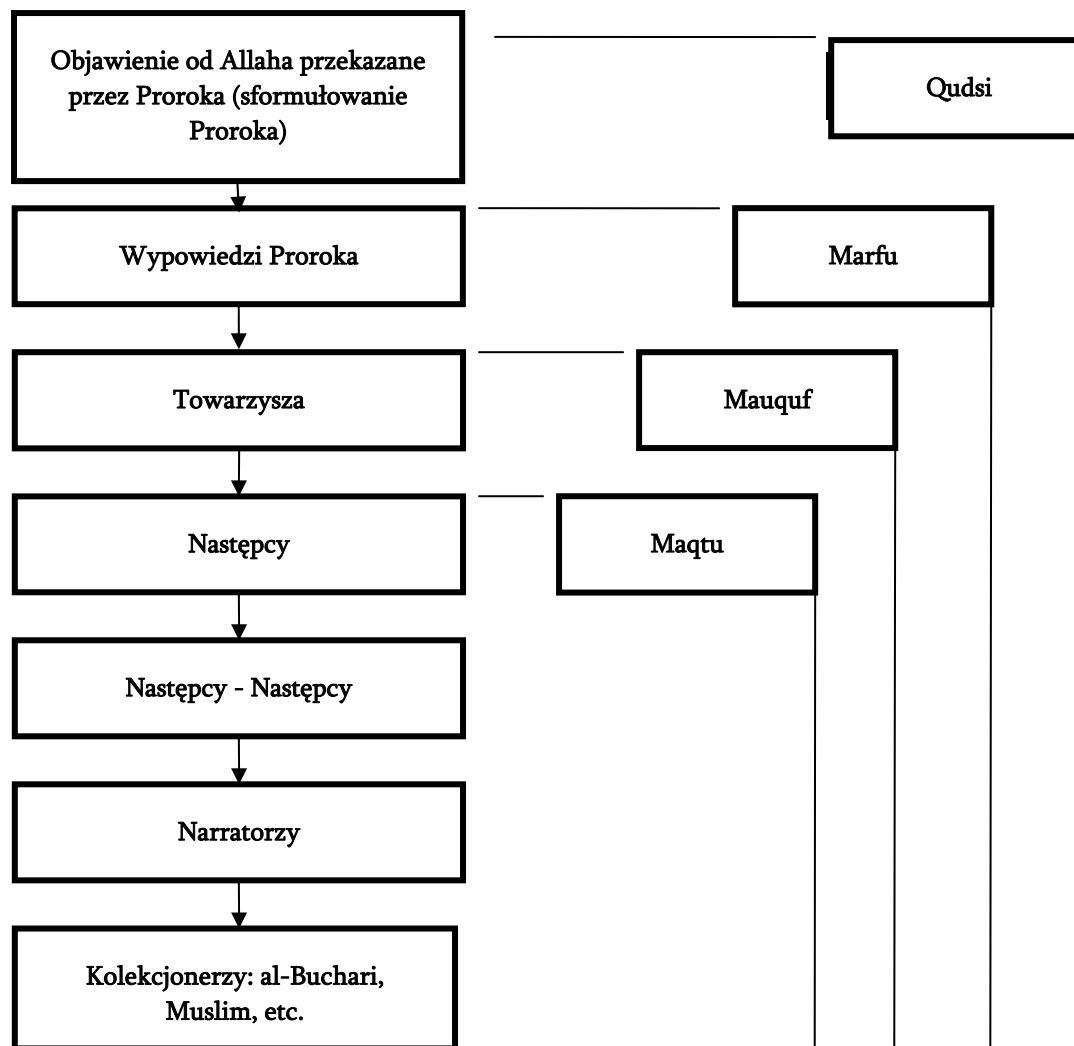 Objawienie od Allaha przekazane
przez Proroka (sformułowanie
Proroka)
Qudsi
Wypowiedzi Proroka
Marfu
Towarzysza
Mauquf
Następcy
Maqtu
Następcy - Następcy
Narratorzy
Kolekcjonerzy: al-Buchari,
Muslim, etc.